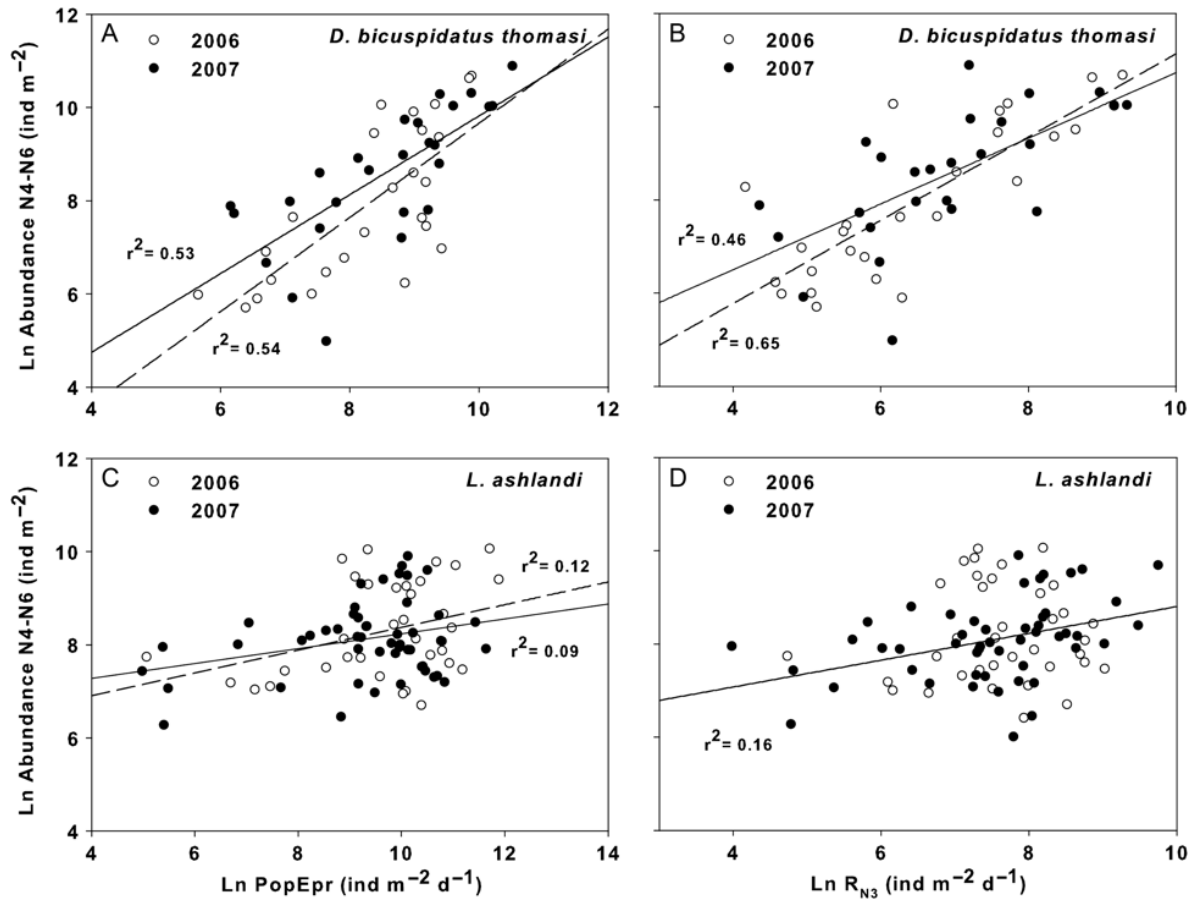 A
D. bicuspidatus thomasi
2006
2007
r² = 0.53
r² = 0.54
Ln Abundance N4-N6 (ind m⁻²)
12
10
8
6
4
4 6 8 10 12
B
D. bicuspidatus thomasi
2006
2007
r² = 0.46
r² = 0.65
4 6 8 10
C
L. ashlandi
2006
2007
r² = 0.12
r² = 0.09
Ln Abundance N4-N6 (ind m⁻²)
12
10
8
6
4
4 6 8 10 12 14
Ln PopEpr (ind m⁻² d⁻¹)
D
L. ashlandi
2006
2007
r² = 0.16
4 6 8 10
Ln R_N3 (ind m⁻² d⁻¹)